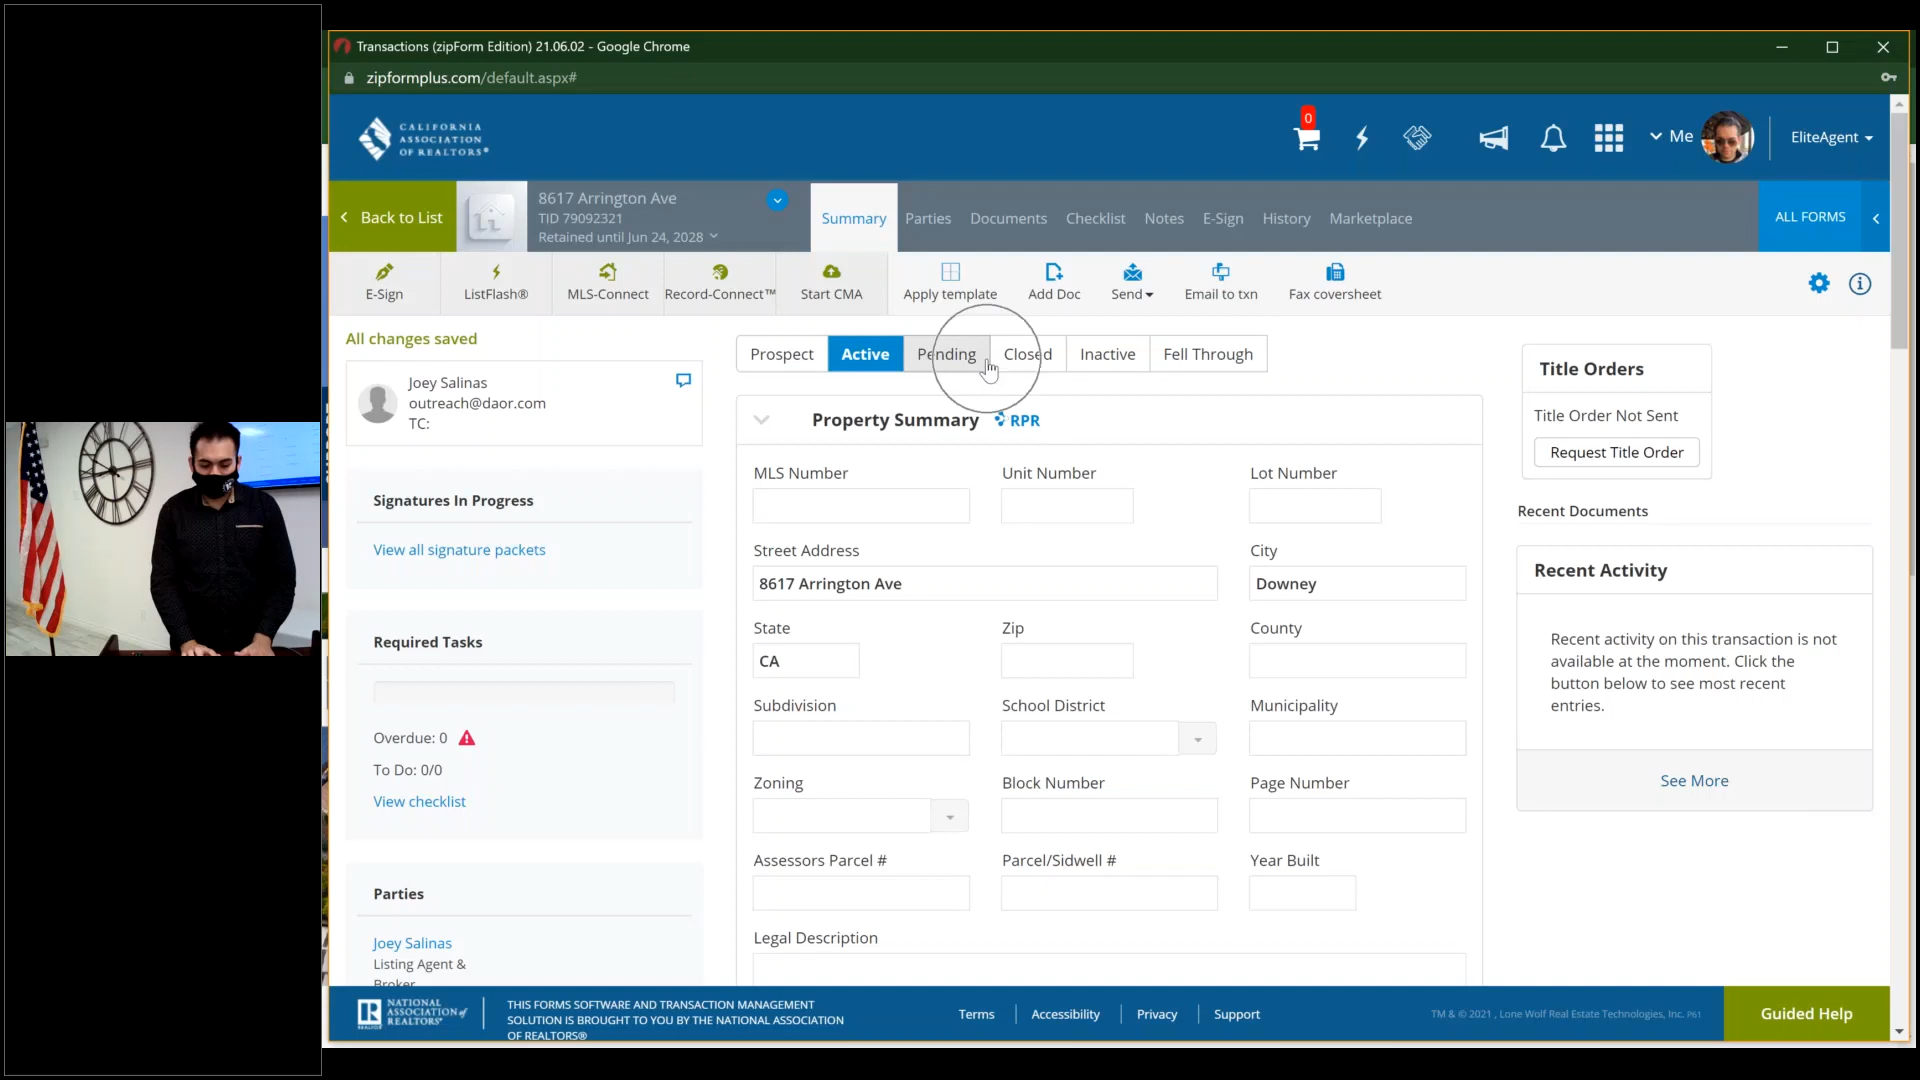 Transactions (zipForm Edition) 21.06.02 - Google Chrome
zipformplus.com/default.aspx#
CALIFORNIA
ASSOCIATION
OF REALTORS®
0
Me
EliteAgent
Back to List
8617 Arrington Ave
TID 79092321
Retained until Jun 24, 2028
Summary
Parties
Documents
Checklist
Notes
E-Sign
History
Marketplace
ALL FORMS
E-Sign
ListFlash®
MLS-Connect
Record-Connect™
Start CMA
Apply template
Add Doc
Send
Email to txn
Fax coversheet
All changes saved
Joey Salinas
outreach@daor.com
TC:
Signatures In Progress
View all signature packets
Required Tasks
Overdue: 0
To Do: 0/0
View checklist
Parties
Joey Salinas
Listing Agent &
Broker
Prospect
Active
Pending
Closed
Inactive
Fell Through
Property Summary
RPR
MLS Number
Unit Number
Lot Number
Street Address
City
8617 Arrington Ave
Downey
State
Zip
County
CA
Subdivision
School District
Municipality
Zoning
Block Number
Page Number
Assessors Parcel #
Parcel/Sidwell #
Year Built
Legal Description
Title Orders
Title Order Not Sent
Request Title Order
Recent Documents
Recent Activity
Recent activity on this transaction is not
available at the moment. Click the
button below to see most recent
entries.
See More
NATIONAL
ASSOCIATION of
REALTORS®
THIS FORMS SOFTWARE AND TRANSACTION MANAGEMENT
SOLUTION IS BROUGHT TO YOU BY THE NATIONAL ASSOCIATION
OF REALTORS®
Terms
Accessibility
Privacy
Support
TM & © 2021 , Lone Wolf Real Estate Technologies, Inc. P61
Guided Help